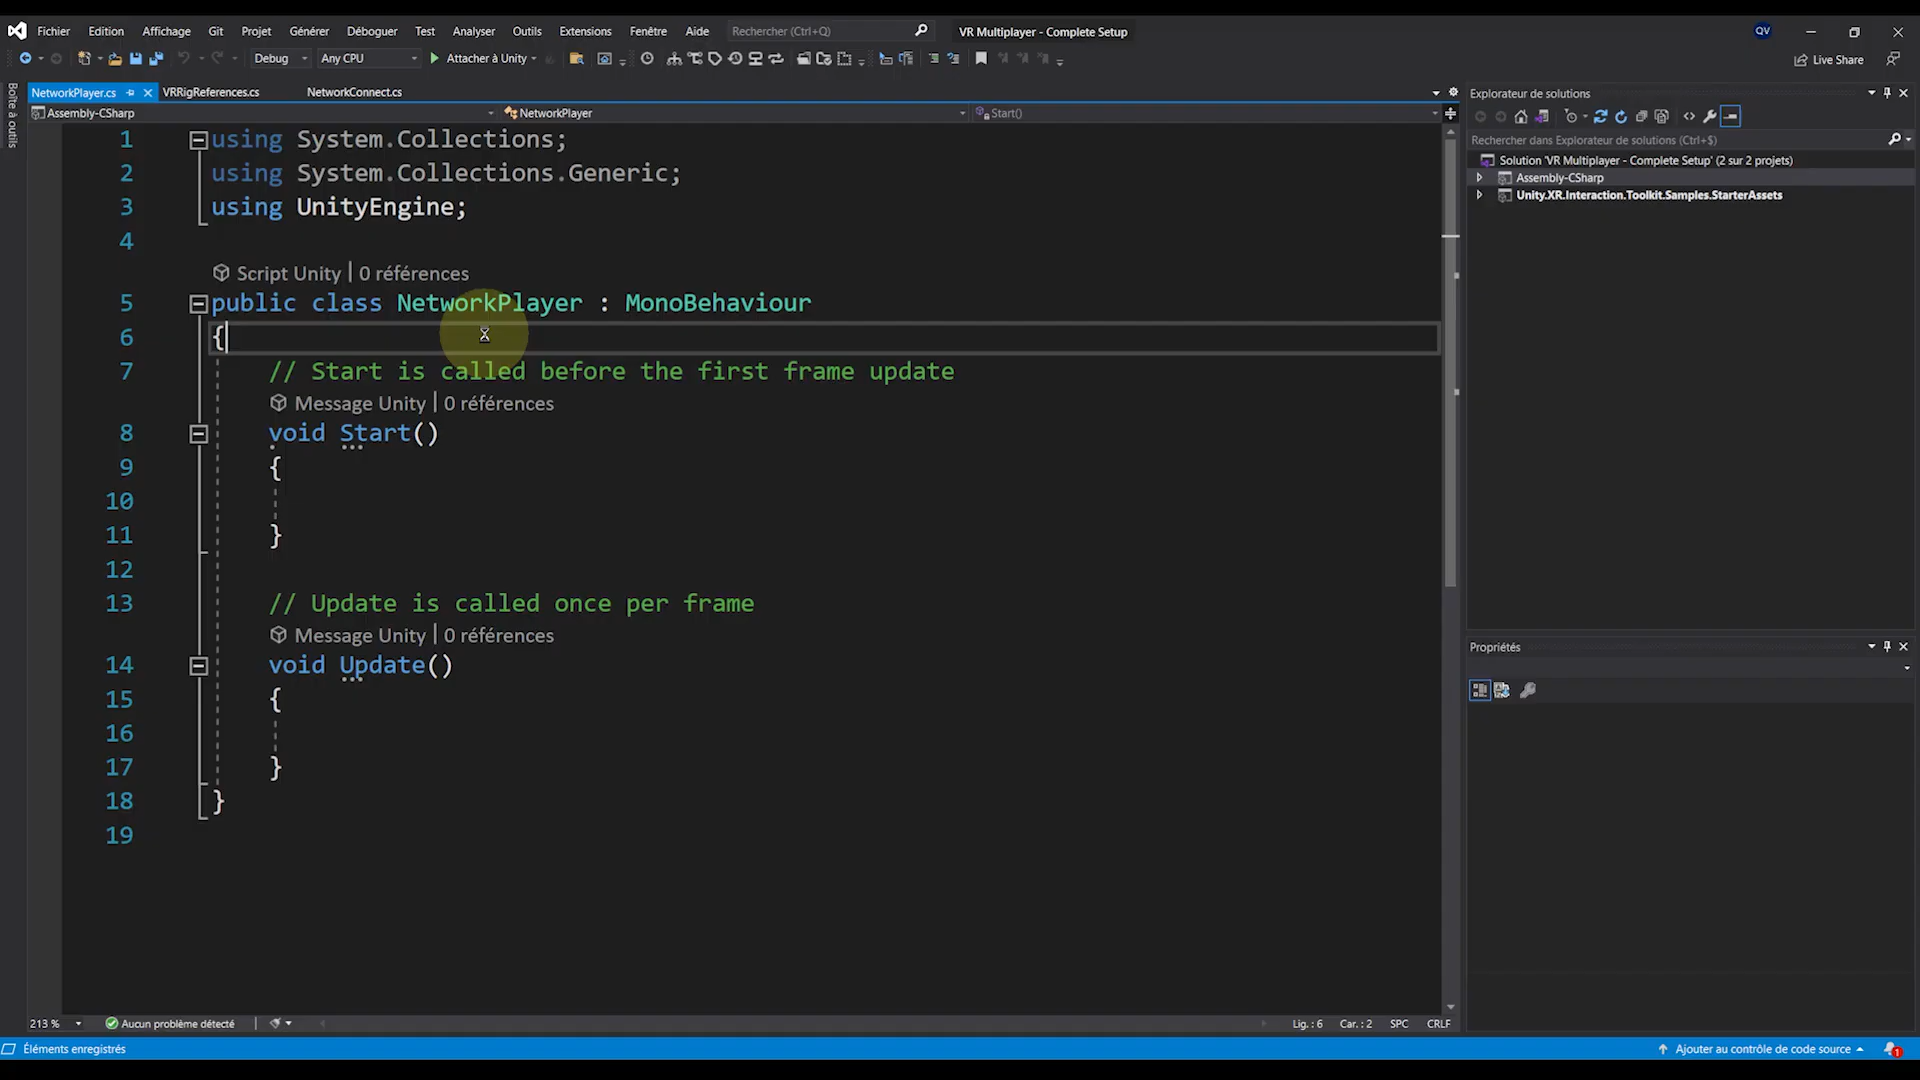 Fichier Edition Affichage Git Projet Générer Déboguer Test Analyser Outils Extensions Fenêtre Aide Rechercher (Ctrl+Q) VR Multiplayer - Complete Setup QV
Debug Any CPU Attacher à Unity Live Share
Boîte à outils
NetworkPlayer.cs VRRigReferences.cs NetworkConnect.cs
Assembly-CSharp NetworkPlayer Start()
1 using System.Collections;
2 using System.Collections.Generic;
3 using UnityEngine;
4
Script Unity | 0 références
5 public class NetworkPlayer : MonoBehaviour
6 {
7 // Start is called before the first frame update
Message Unity | 0 références
8 void Start()
9 {
10
11 }
12
13 // Update is called once per frame
Message Unity | 0 références
14 void Update()
15 {
16
17 }
18 }
19
213 % Aucun problème détecté Lig. : 6 Car. : 2 SPC CRLF
Explorateur de solutions
Rechercher dans Explorateur de solutions (Ctrl+$)
Solution 'VR Multiplayer - Complete Setup' (2 sur 2 projets)
Assembly-CSharp
Unity.XR.Interaction.Toolkit.Samples.StarterAssets
Propriétés
Éléments enregistrés Ajouter au contrôle de code source 1